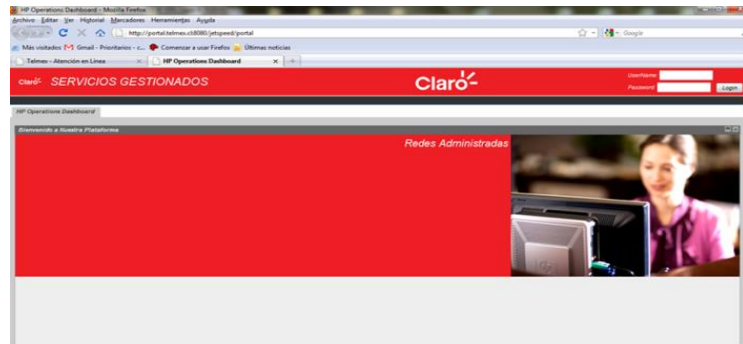 HP Operations Dashboard - Mozilla Firefox
Archivo Editar Ver Historial Marcadores Herramientas Ayuda
http://portal.telmex.cl:8080/jetspeed/portal
Google
Más visitados Gmail - Prioritarios - c... Comenzar a usar Firefox Últimas noticias
Telmex - Atención en Línea
HP Operations Dashboard
Claro SERVICIOS GESTIONADOS
Claro
UserName
Password
Login
HP Operations Dashboard
Bienvenido a Nuestra Plataforma
Redes Administradas